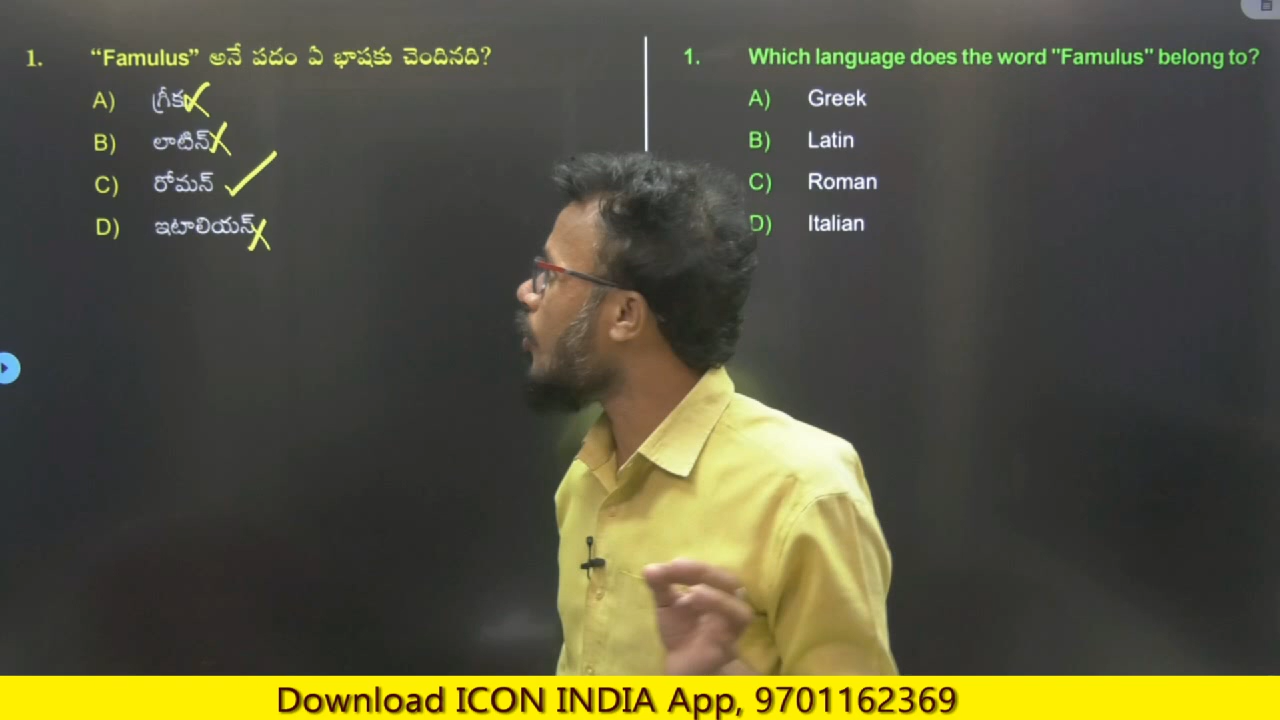 1. “Famulus” అనే పదం ఏ భాషకు చెందినది?
A) గ్రీకు
B) లాటిన్
C) రోమన్
D) ఇటాలియన్
1. Which language does the word "Famulus" belong to?
A) Greek
B) Latin
C) Roman
D) Italian
Download ICON INDIA App, 9701162369